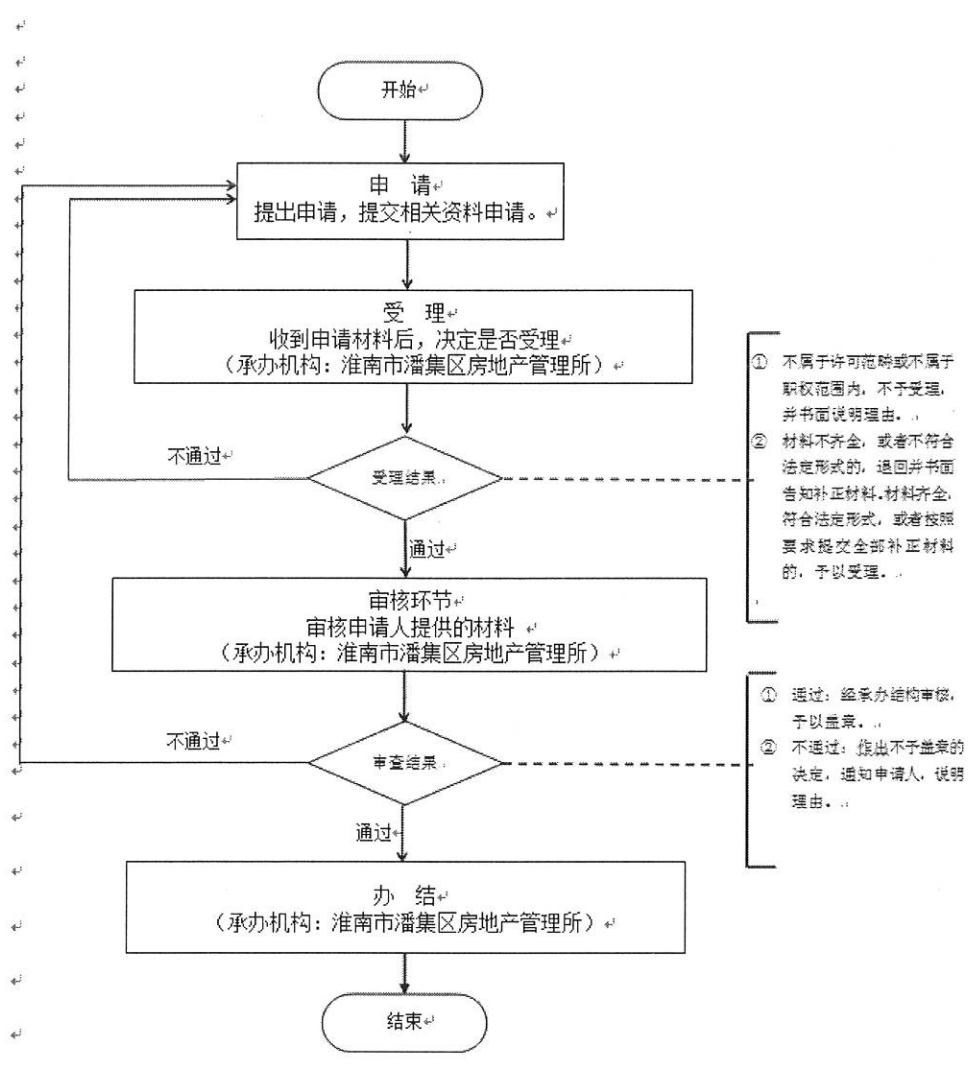 开始
申 请
提出申请，提交相关资料申请。
受 理
收到申请材料后，决定是否受理
（承办机构：淮南市潘集区房地产管理所）
① 不属于许可范畴或不属于
职权范围内，不予受理，
并书面说明理由。
② 材料不齐全，或者不符合
法定形式的，退回并书面
告知补正材料.材料齐全，
符合法定形式，或者按照
要求提交全部补正材料
的，予以受理。
不通过
受理结果
通过
审核环节
审核申请人提供的材料
（承办机构：淮南市潘集区房地产管理所）
① 通过：经承办结构审核，
予以盖章。
② 不通过：作出不予盖章的
决定，通知申请人，说明
理由。
不通过
审查结果
通过
办 结
（承办机构：淮南市潘集区房地产管理所）
结束